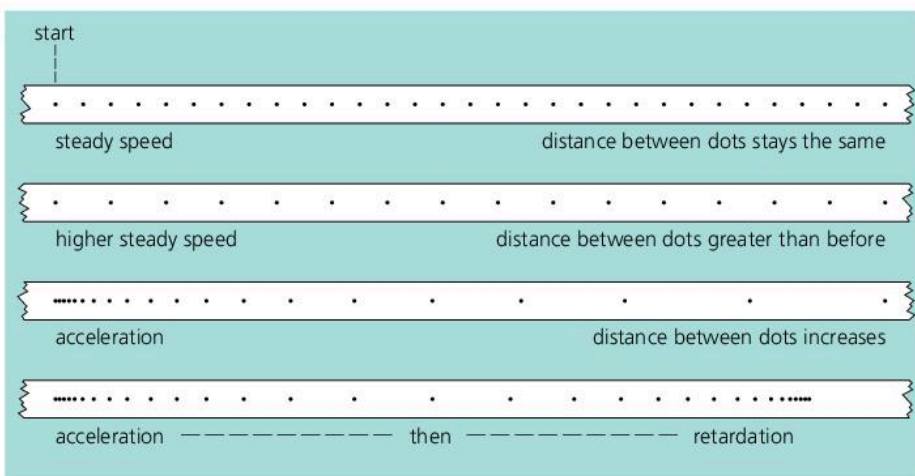 start
steady speed distance between dots stays the same
higher steady speed distance between dots greater than before
acceleration distance between dots increases
acceleration then retardation